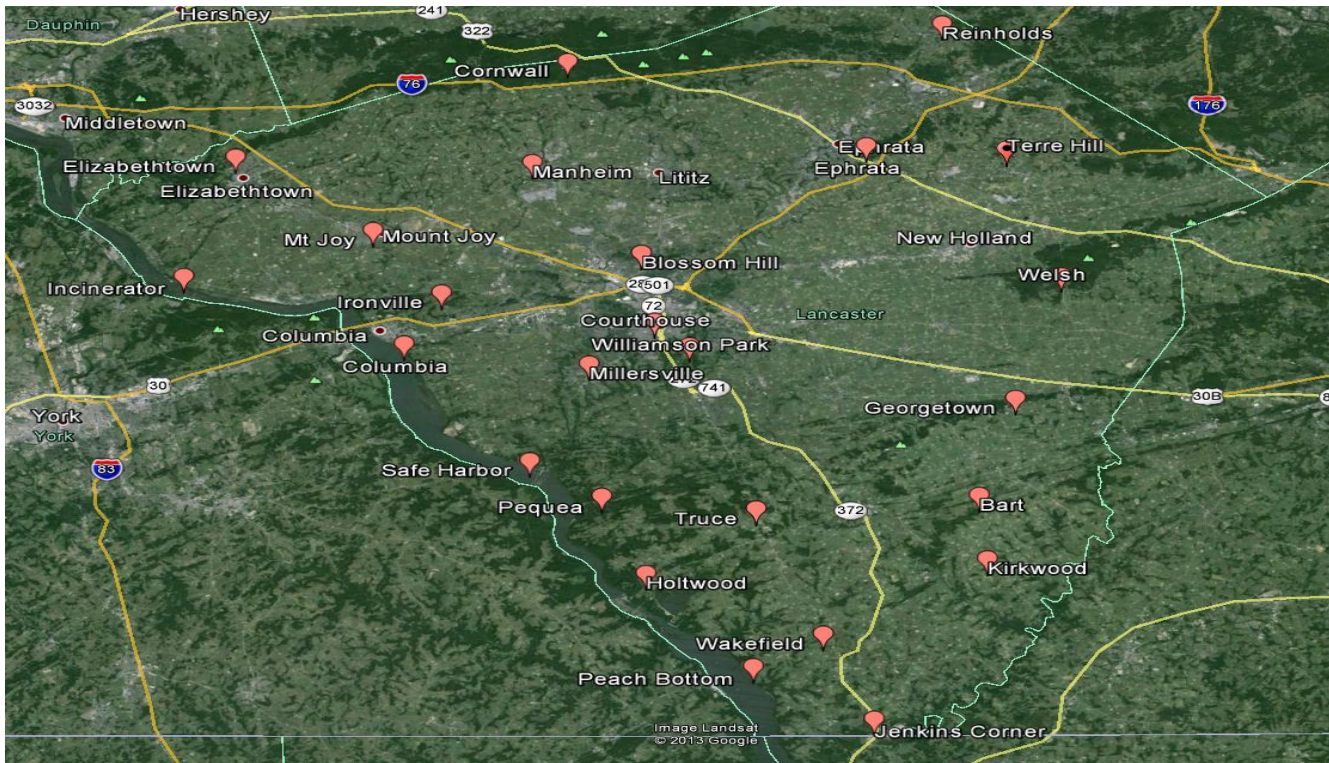 Hershey
241
Dauphin
322
Reinholds
Cornwall
76
3032
176
Middletown
Ephrata
Terre Hill
Elizabethtown
Manheim
Lititz
Ephrata
Elizabethtown
Mt Joy
Mount Joy
New Holland
Blossom Hill
Welsh
Incinerator
501
Ironville
72
Courthouse
Lancaster
Columbia
Williamson Park
Columbia
Millersville
30
741
30B
Georgetown
York
York
83
Safe Harbor
Pequea
Bart
Truce
372
Kirkwood
Holtwood
Wakefield
Peach Bottom
Image Landsat
© 2013 Google
Jenkins Corner